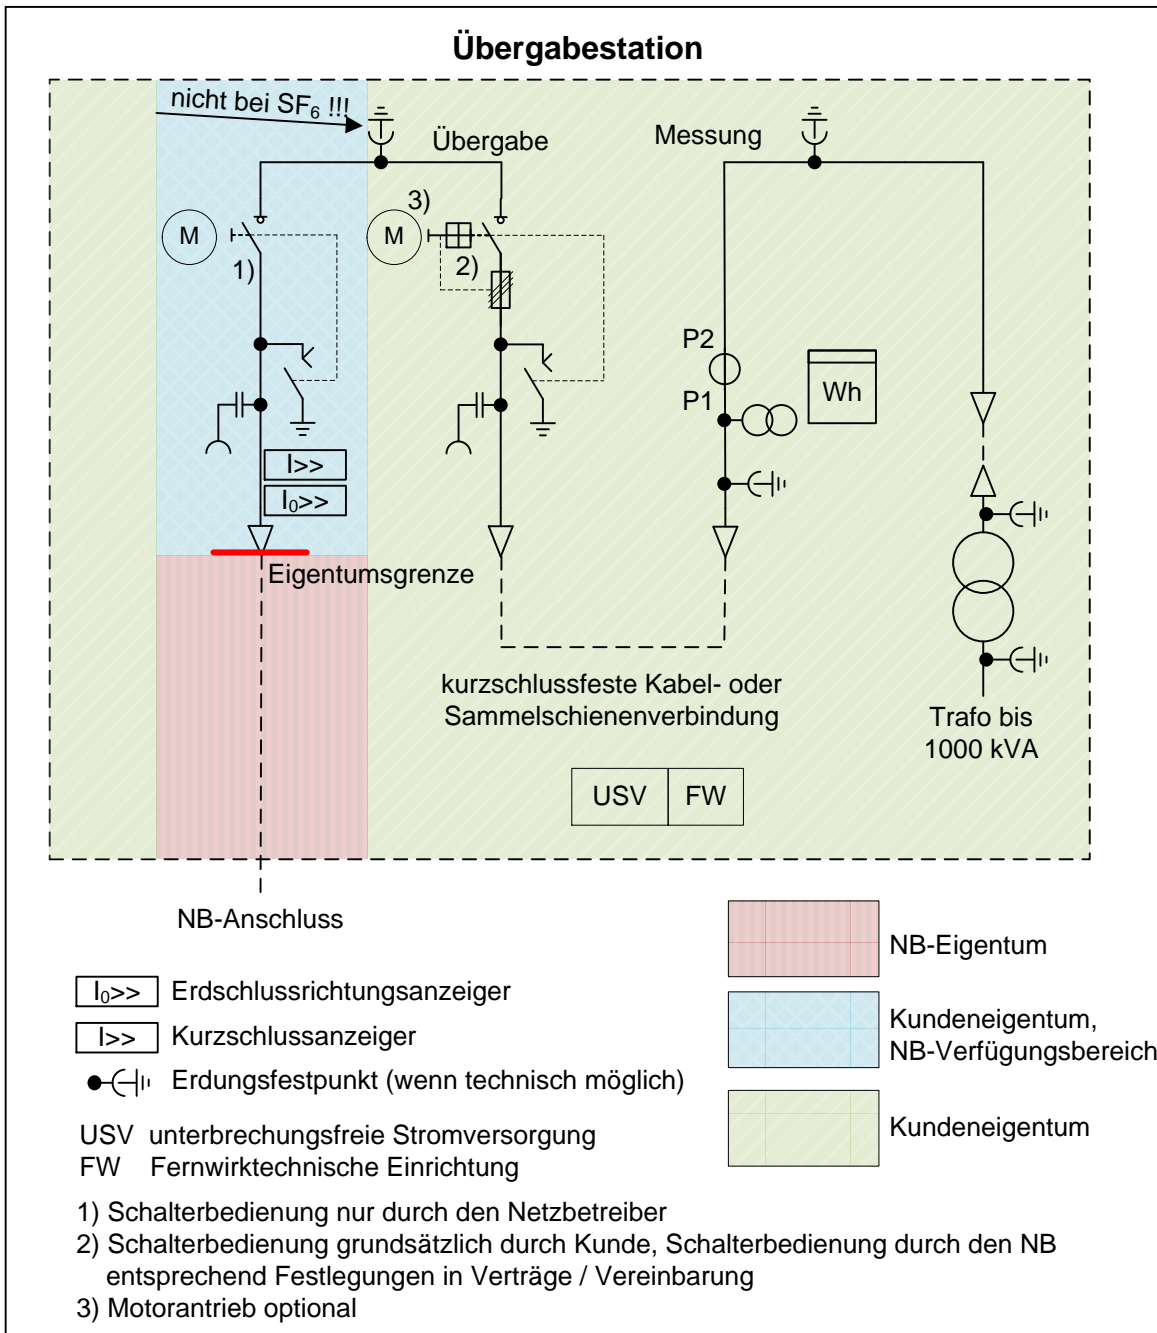 Übergabestation
nicht bei SF₆ !!!
Übergabe
Messung
3)
M
M
1)
2)
P2
P1
Wh
I>>
I₀>>
Eigentumsgrenze
kurzschlussfeste Kabel- oder
Sammelschienenverbindung
Trafo bis
1000 kVA
USV
FW
NB-Anschluss
NB-Eigentum
Kundeneigentum,
NB-Verfügungsbereich
Kundeneigentum
I₀>> Erdschlussrichtungsanzeiger
I>> Kurzschlussanzeiger
Erdungsfestpunkt (wenn technisch möglich)
USV unterbrechungsfreie Stromversorgung
FW Fernwirktechnische Einrichtung
1) Schalterbedienung nur durch den Netzbetreiber
2) Schalterbedienung grundsätzlich durch Kunde, Schalterbedienung durch den NB
entsprechend Festlegungen in Verträge / Vereinbarung
3) Motorantrieb optional